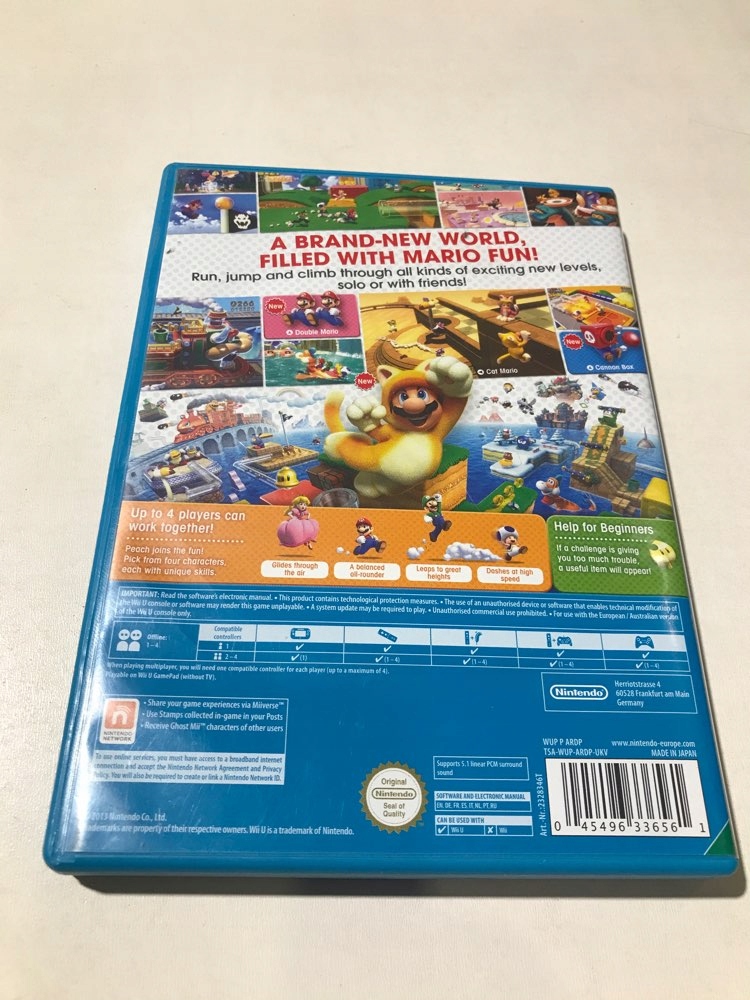 A BRAND-NEW WORLD,
FILLED WITH MARIO FUN!
Run, jump and climb through all kinds of exciting new levels,
solo or with friends!
9266
New
Double Mario
New
Cat Mario
New
Cannon Box
Up to 4 players can
work together!
Peach joins the fun!
Pick from four characters,
each with unique skills.
Glides through
the air
A balanced
all-rounder
Leaps to great
heights
Dashes at high
speed
Help for Beginners
If a challenge is giving
you too much trouble,
a useful item will appear!
IMPORTANT: Read the software's electronic manual. • This product contains technological protection measures. • The use of an unauthorised device or software that enables technical modification of
the Wii U console or software may render this game unplayable. • A system update may be required to play. • Unauthorised commercial use prohibited. • For use with the European / Australian version
of the Wii U console only.
Offline:
1–4
Compatible
controllers
1
✔ ✔ ✔ ✔ ✔
2–4
✔(1) ✔(1–4) ✔(1–4) ✔(1–4) ✔(1–4)
When playing multiplayer, you will need one compatible controller for each player (up to a maximum of 4).
Playable on Wii U GamePad (without TV).
Nintendo
Herriotstrasse 4
60528 Frankfurt am Main
Germany
NINTENDO
NETWORK
• Share your game experiences via Miiverse™
• Use Stamps collected in-game in your Posts
• Receive Ghost Mii™ characters of other users
To use online services, you must have access to a broadband internet
connection and accept the Nintendo Network Agreement and Privacy
Policy. You will also be required to create or link a Nintendo Network ID.
2013 Nintendo Co., Ltd.
Trademarks are property of their respective owners. Wii U is a trademark of Nintendo.
Original
Nintendo
Seal of
Quality
Supports 5.1 linear PCM surround
sound
SOFTWARE AND ELECTRONIC MANUAL
EN, DE, FR, ES, IT, NL, PT, RU
CAN BE USED WITH
✔ Wii U ✘ Wii
WUP P ARDP
TSA-WUP-ARDP-UKV
www.nintendo-europe.com
MADE IN JAPAN
Art.-Nr.: 2328346T
0 45496 33656 1